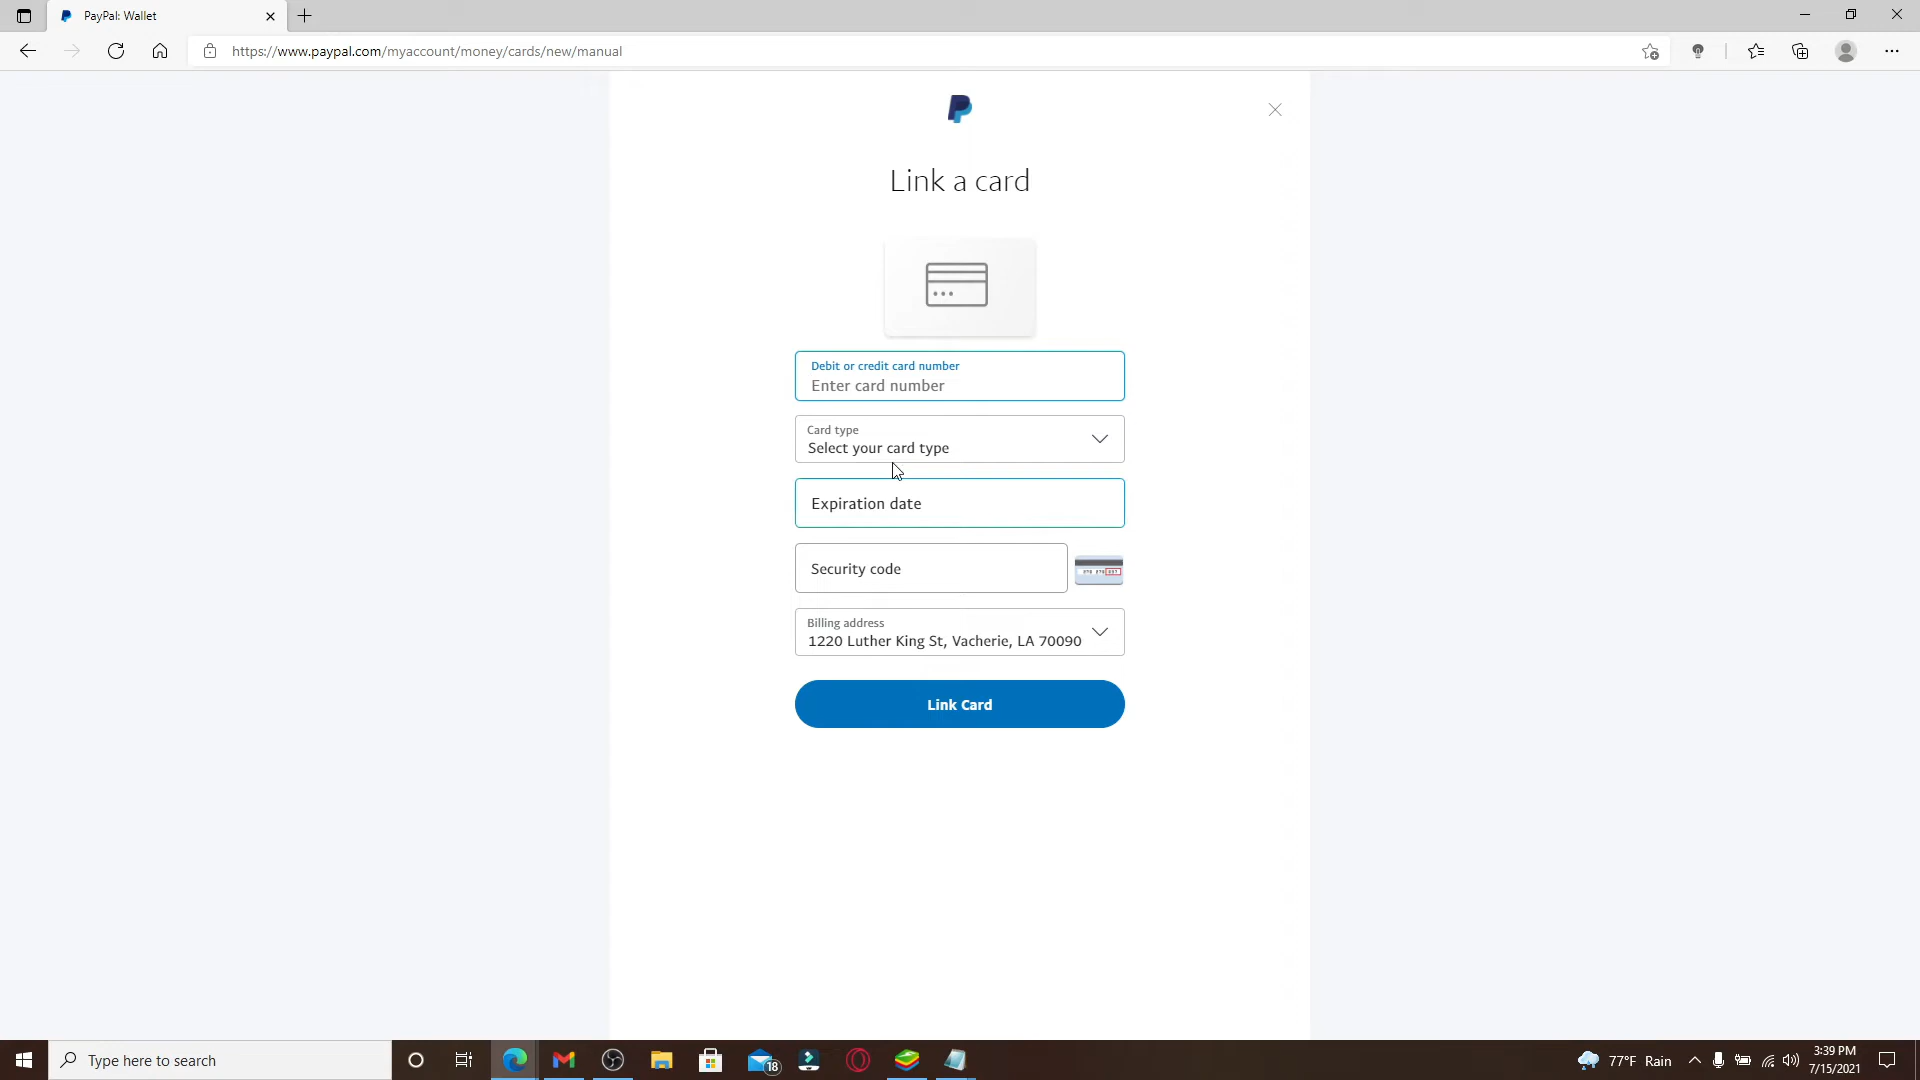 PayPal: Wallet
https://www.paypal.com/myaccount/money/cards/new/manual
Link a card
Debit or credit card number
Enter card number
Card type
Select your card type
Expiration date
Security code
Billing address
1220 Luther King St, Vacherie, LA 70090
Link Card
Type here to search
18
77°F Rain
3:39 PM
7/15/2021